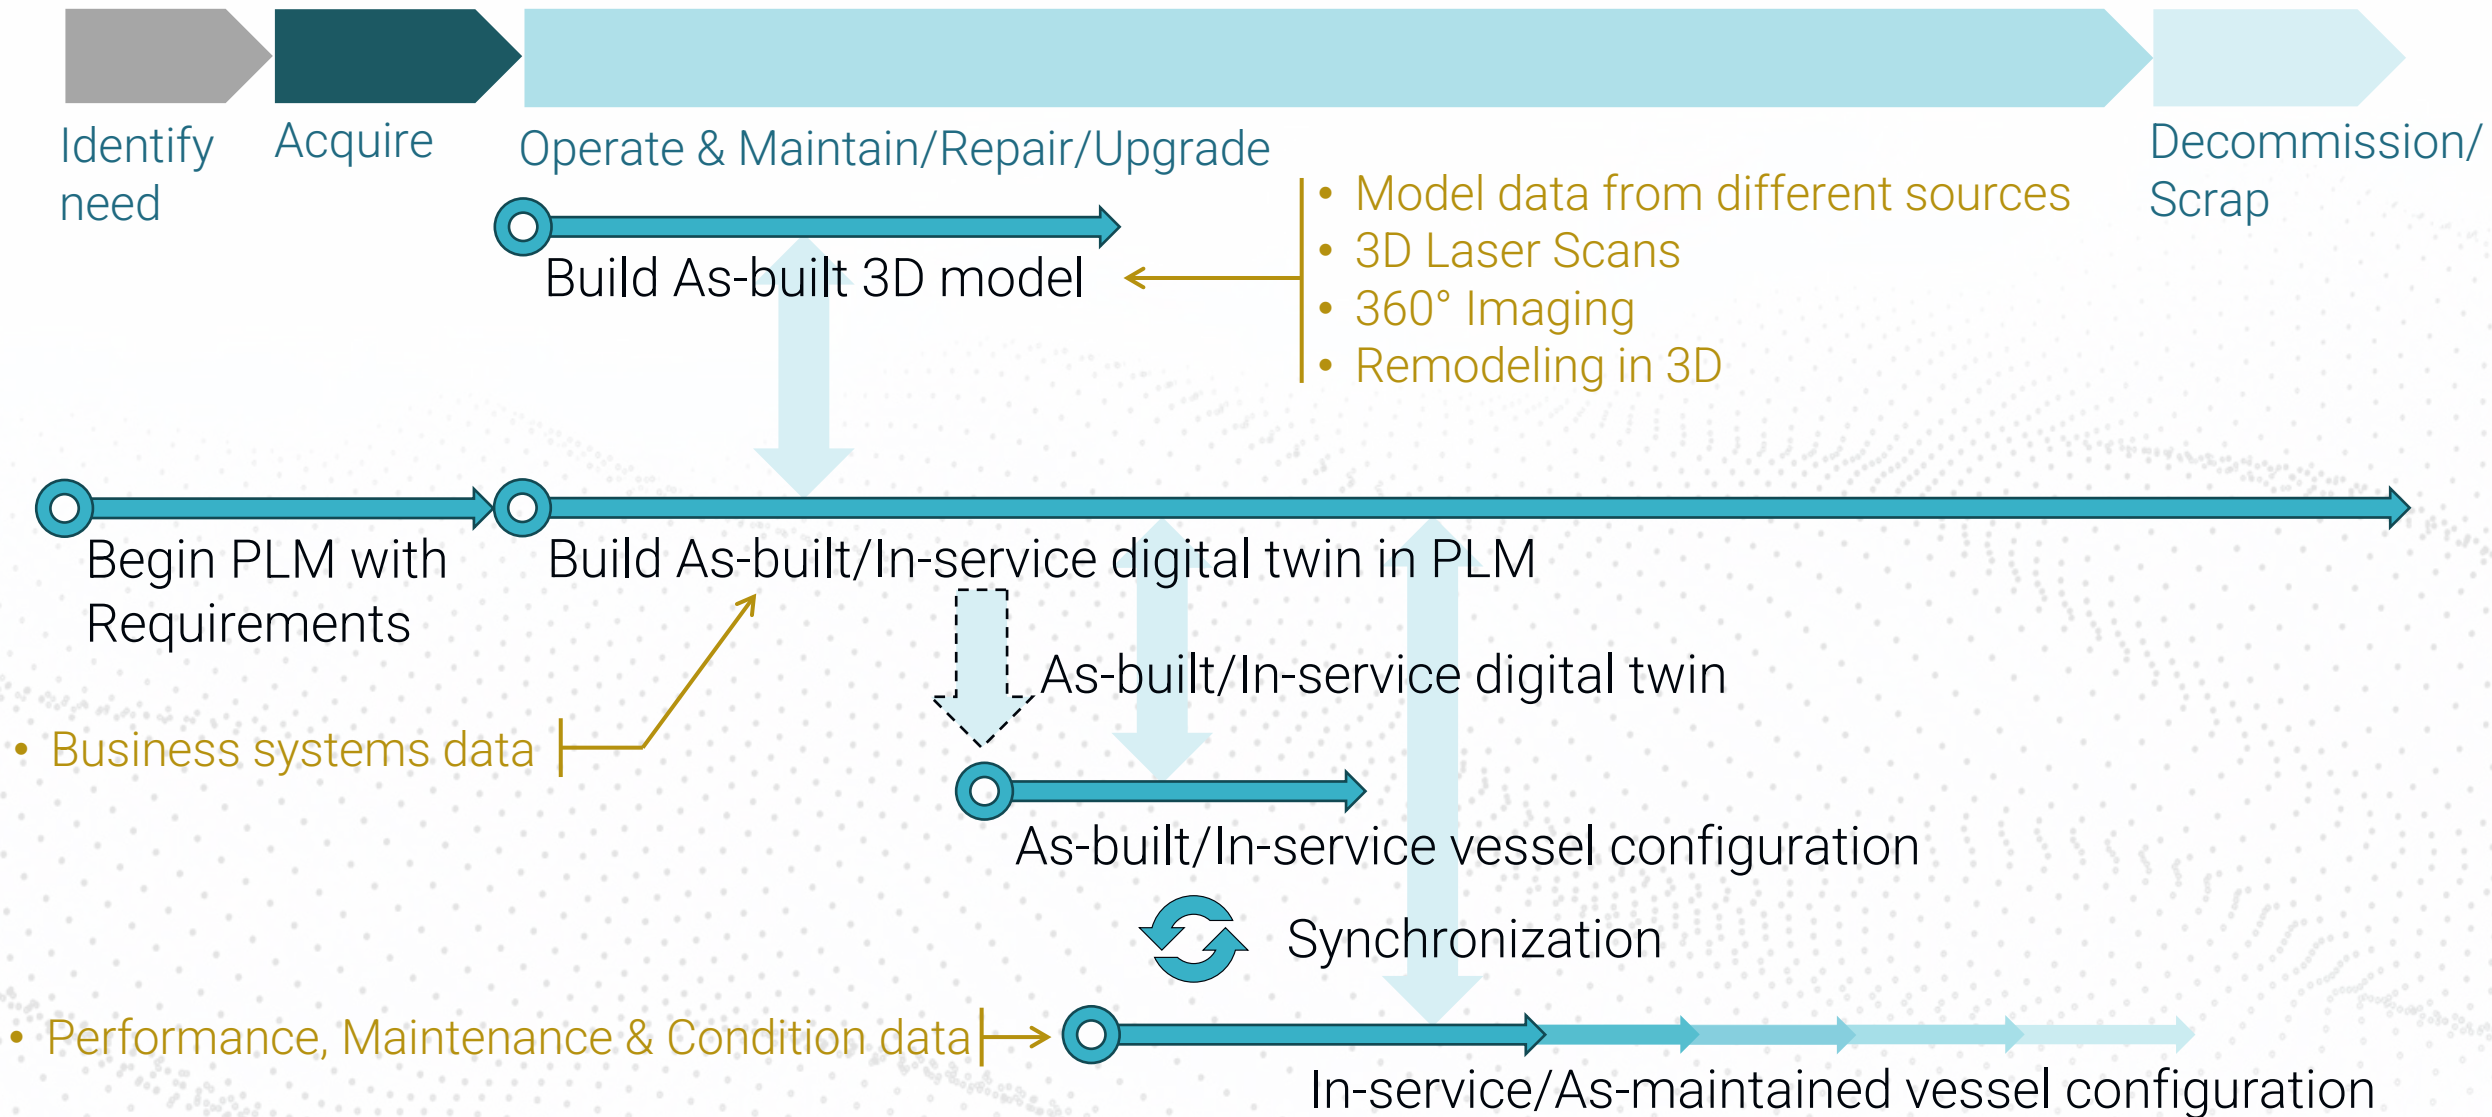 Identify
need
Acquire
Operate & Maintain/Repair/Upgrade
Decommission/
Scrap
Build As-built 3D model
• Model data from different sources
• 3D Laser Scans
• 360° Imaging
• Remodeling in 3D
Begin PLM with
Requirements
Build As-built/In-service digital twin in PLM
As-built/In-service digital twin
• Business systems data
As-built/In-service vessel configuration
Synchronization
• Performance, Maintenance & Condition data
In-service/As-maintained vessel configuration